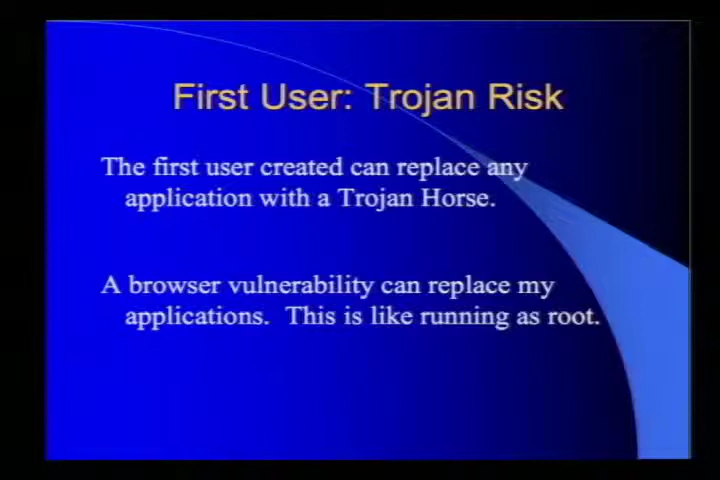 First User: Trojan Risk
The first user created can replace any
application with a Trojan Horse.
A browser vulnerability can replace my
applications.  This is like running as root.